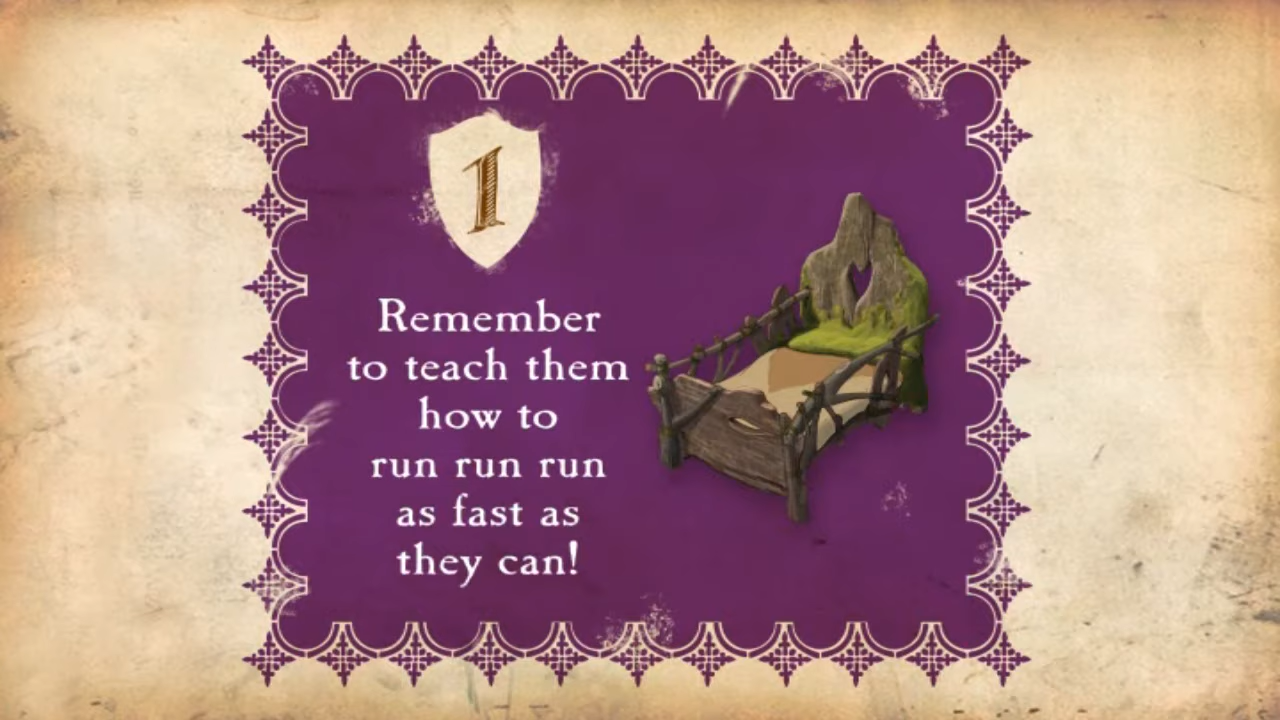 1
Remember
to teach them
how to
run run run
as fast as
they can!